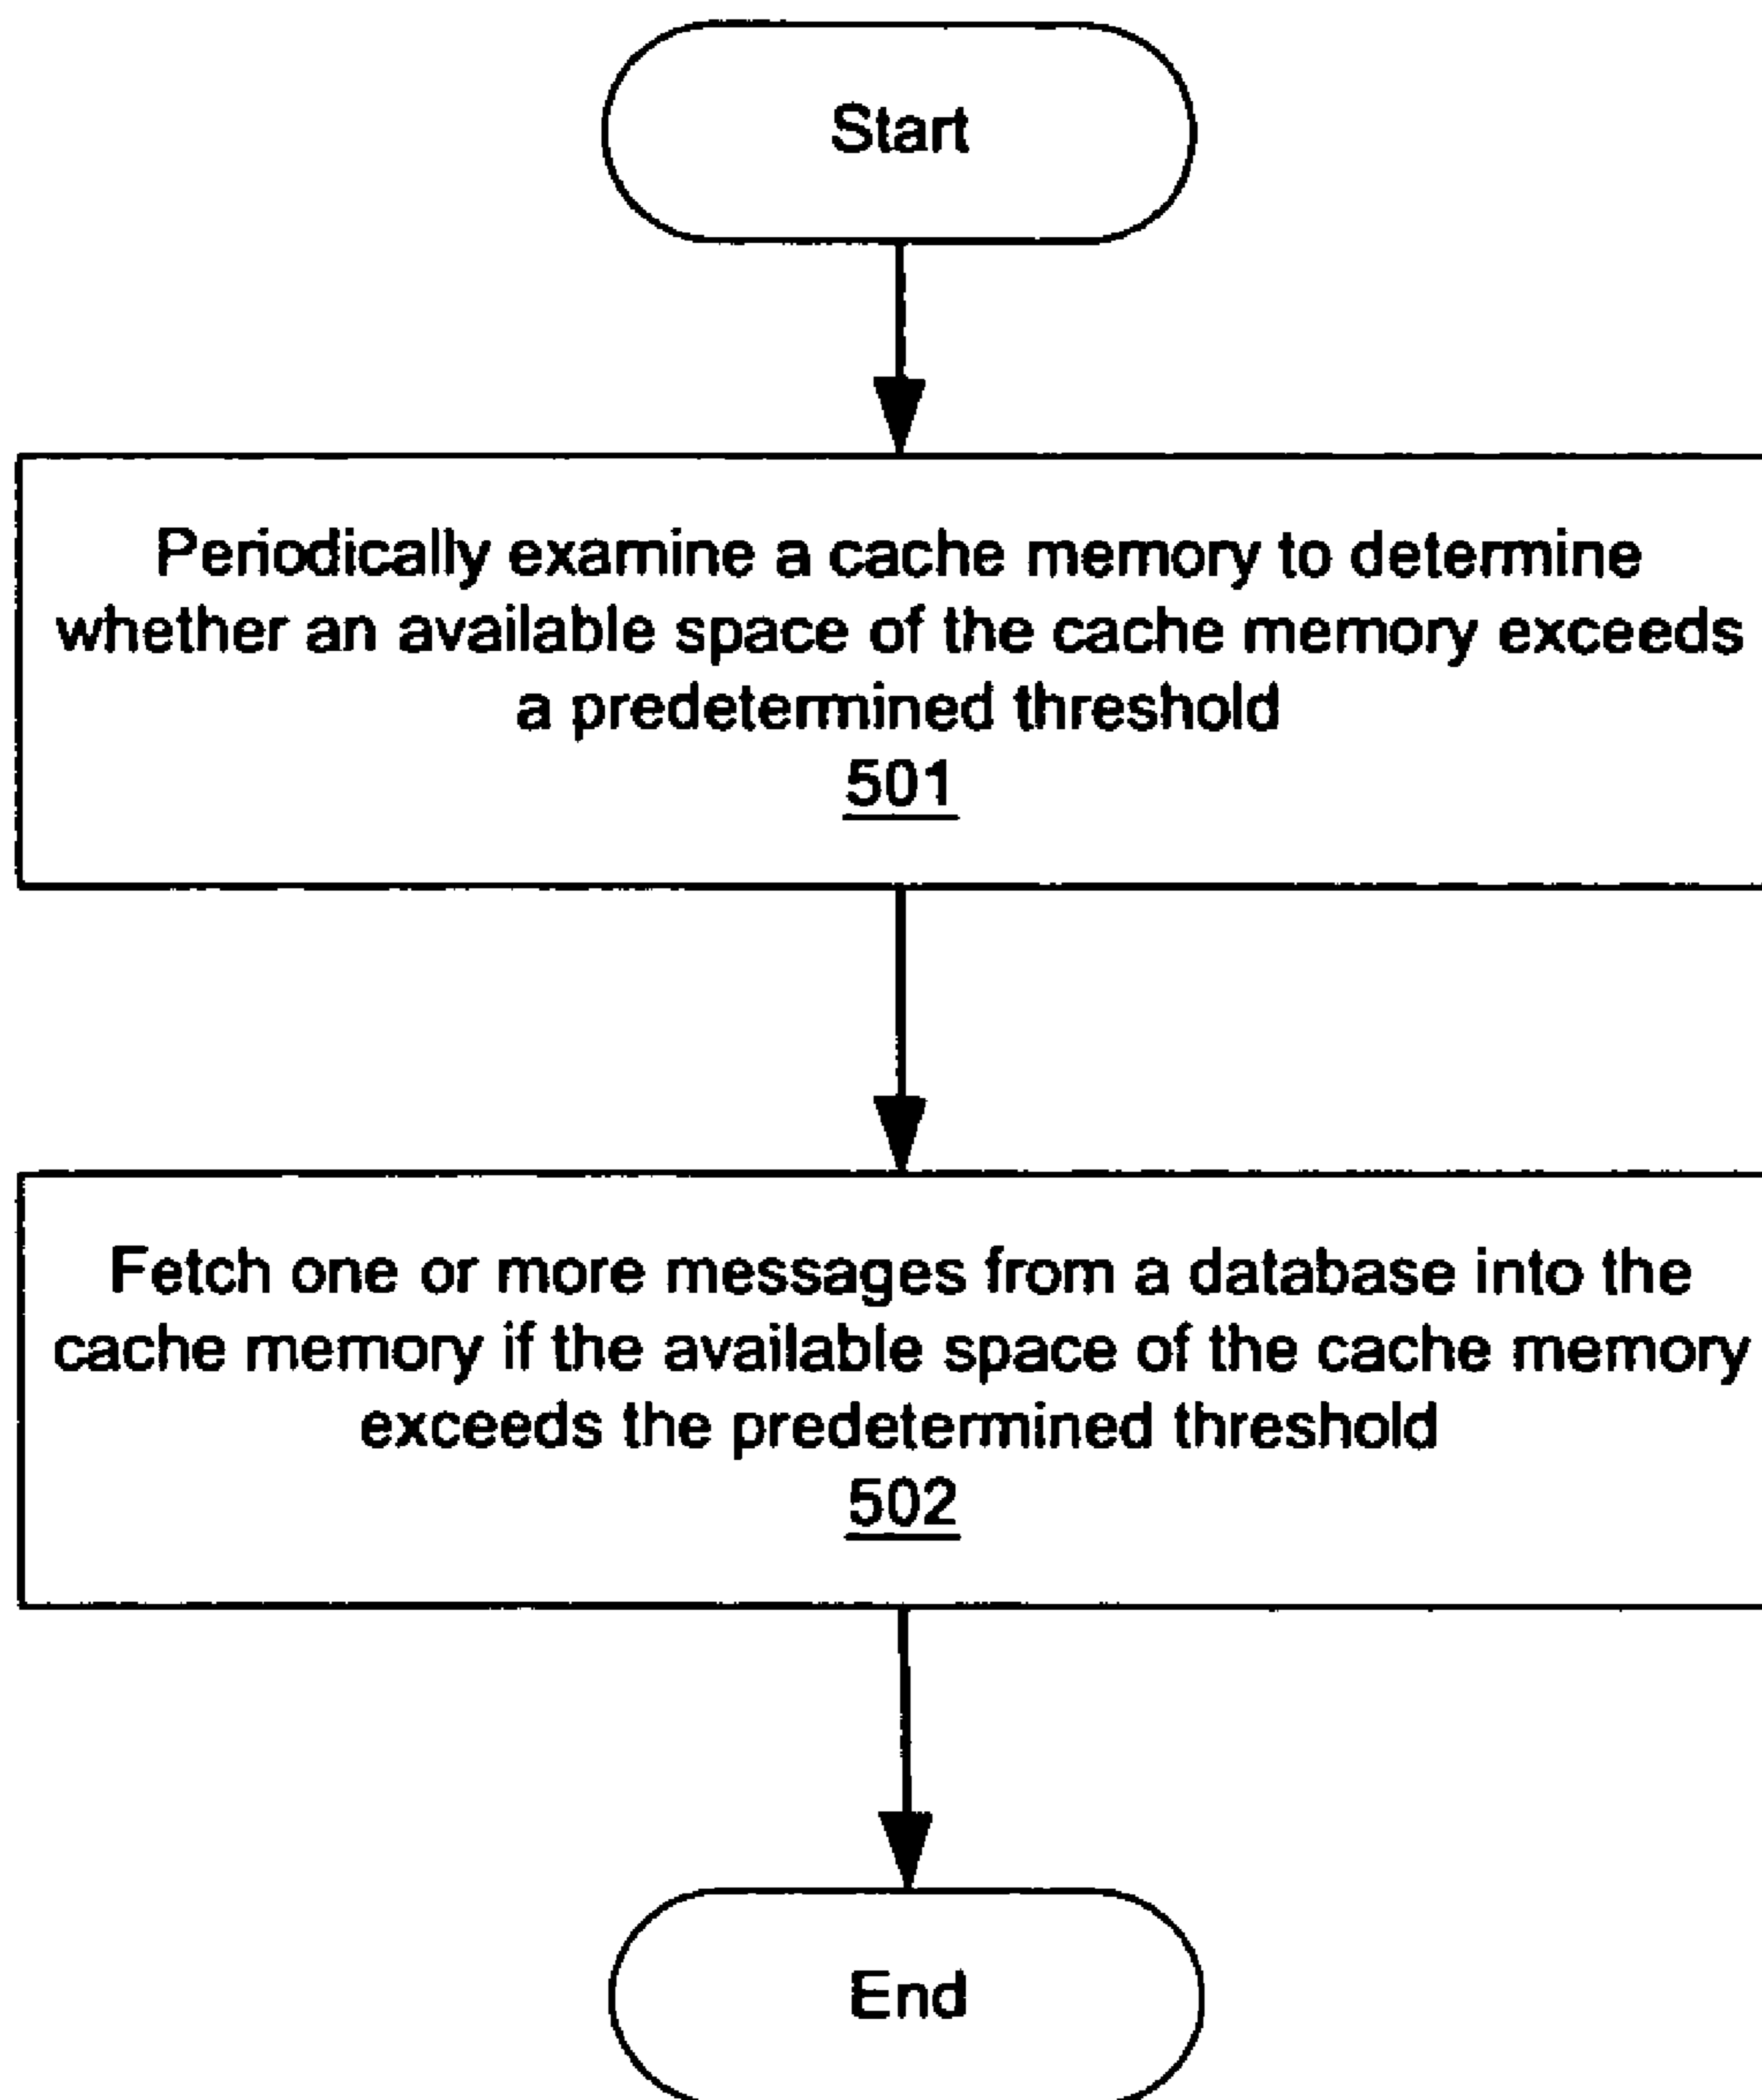 Start
Periodically examine a cache memory to determine
whether an available space of the cache memory exceeds
a predetermined threshold
501
Fetch one or more messages from a database into the
cache memory if the available space of the cache memory
exceeds the predetermined threshold
502
End